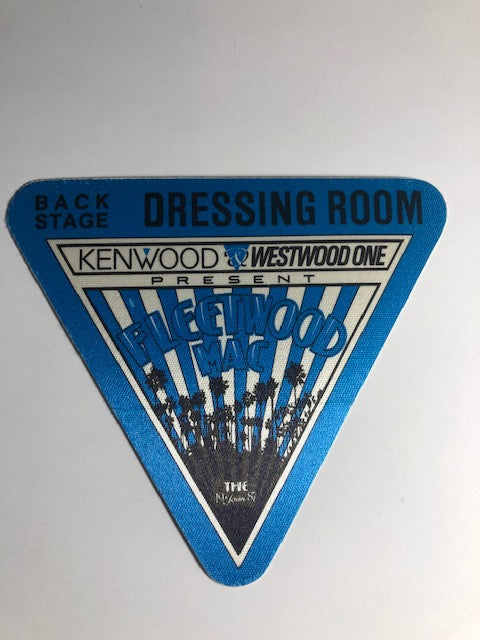 BACK STAGE
DRESSING ROOM
KENWOOD & WESTWOOD ONE
PRESENT
FLEETWOOD
MAC
THE